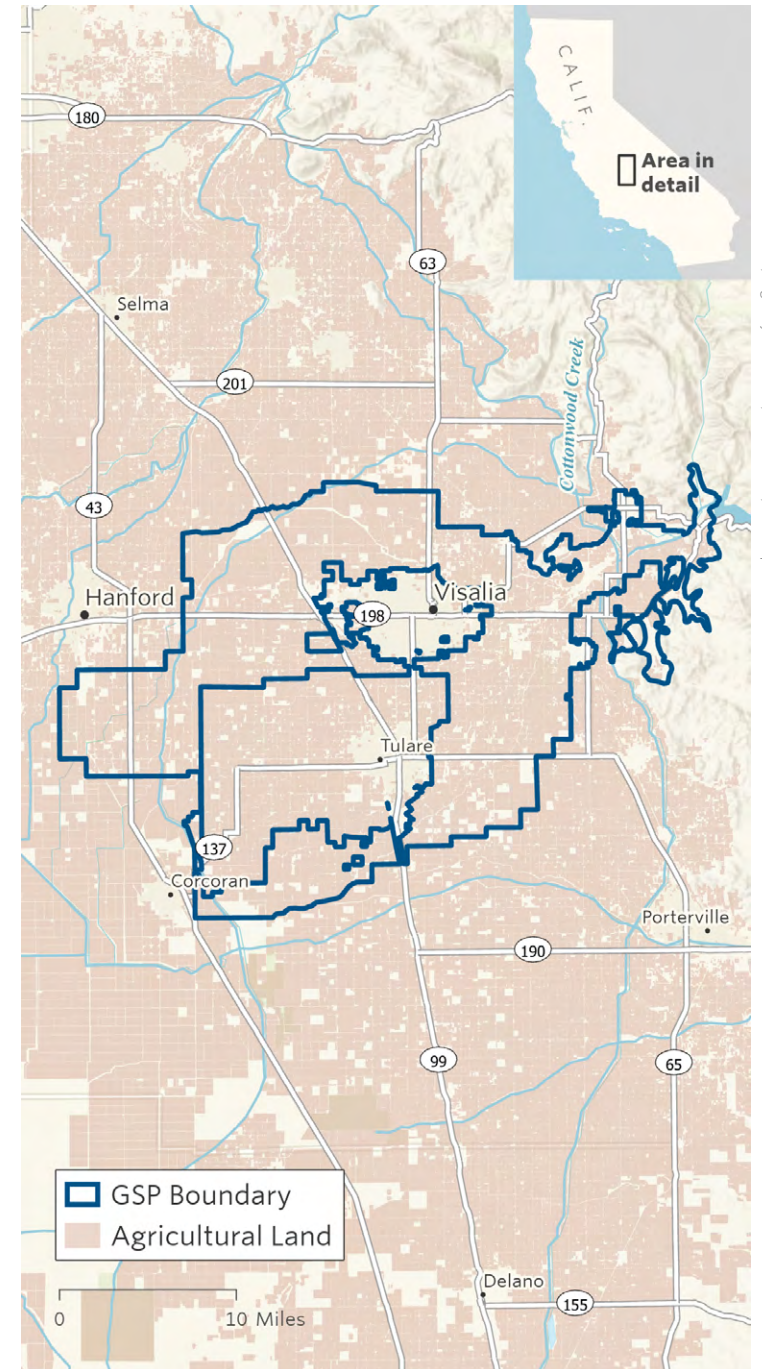 CALIF.
Area in
detail
180
63
Selma
201
Cottonwood Creek
43
Hanford
198
Visalia
Tulare
137
Corcoran
Porterville
190
99
65
GSP Boundary
Agricultural Land
0
10 Miles
Delano
155